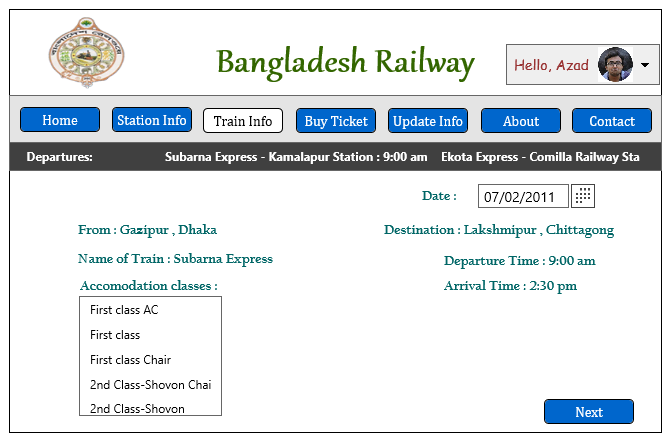 Bangladesh Railway
Hello, Azad
Home Station Info Train Info Buy Ticket Update Info About Contact
Departures: Subarna Express - Kamalapur Station : 9:00 am Ekota Express - Comilla Railway Sta
Date : 07/02/2011
From : Gazipur , Dhaka Destination : Lakshmipur , Chittagong
Name of Train : Subarna Express Departure Time : 9:00 am
Accomodation classes : Arrival Time : 2:30 pm
First class AC
First class
First class Chair
2nd Class-Shovon Chai
2nd Class-Shovon
Next